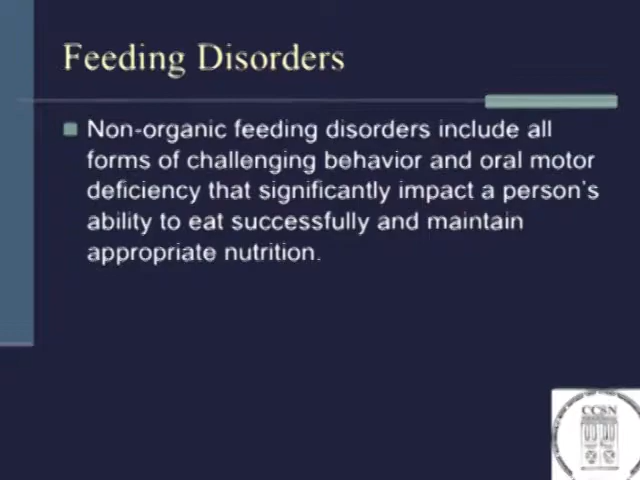 Feeding Disorders
Non-organic feeding disorders include all
forms of challenging behavior and oral motor
deficiency that significantly impact a person's
ability to eat successfully and maintain
appropriate nutrition.
CCSN